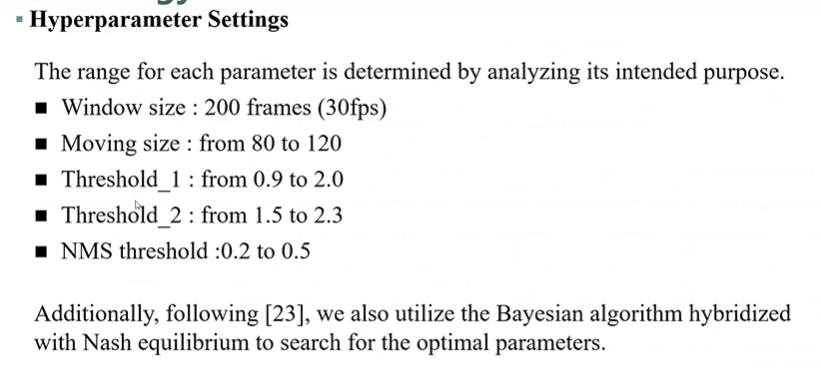 ▪ Hyperparameter Settings
The range for each parameter is determined by analyzing its intended purpose.
■ Window size : 200 frames (30fps)
■ Moving size : from 80 to 120
■ Threshold_1 : from 0.9 to 2.0
■ Threshold_2 : from 1.5 to 2.3
■ NMS threshold :0.2 to 0.5
Additionally, following [23], we also utilize the Bayesian algorithm hybridized
with Nash equilibrium to search for the optimal parameters.